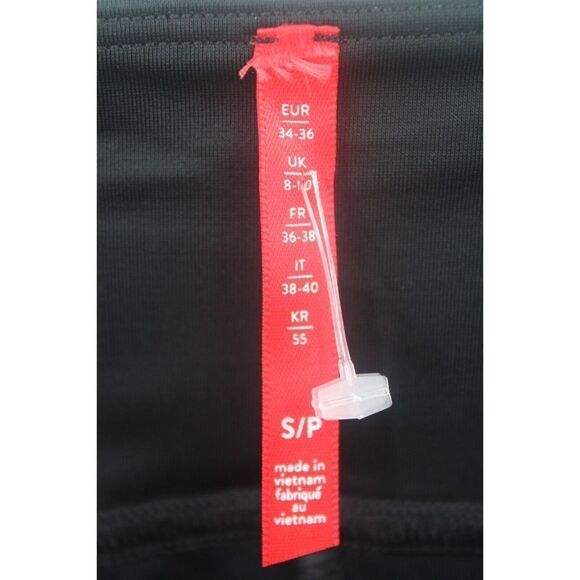 EUR
34-36
UK
8-10
FR
36-38
IT
38-40
KR
55
S/P
made in
vietnam
fabriqué
au
vietnam